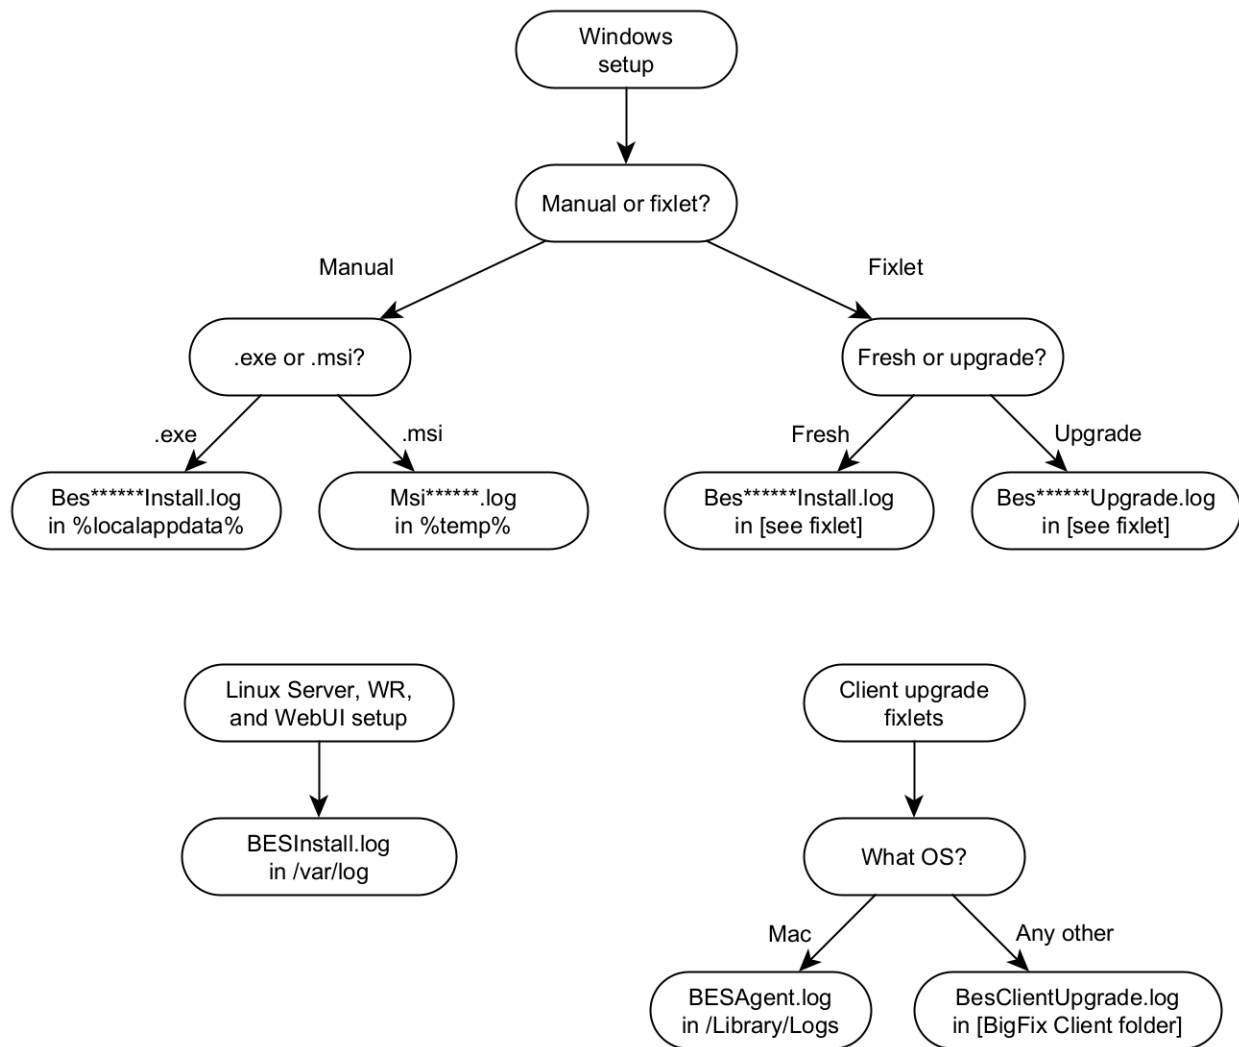 Windows
setup
Manual or fixlet?
Manual
Fixlet
.exe or .msi?
Fresh or upgrade?
.exe
.msi
Fresh
Upgrade
Bes******Install.log
in %localappdata%
Msi******.log
in %temp%
Bes******Install.log
in [see fixlet]
Bes******Upgrade.log
in [see fixlet]
Linux Server, WR,
and WebUI setup
BESInstall.log
in /var/log
Client upgrade
fixlets
What OS?
Mac
Any other
BESAgent.log
in /Library/Logs
BesClientUpgrade.log
in [BigFix Client folder]